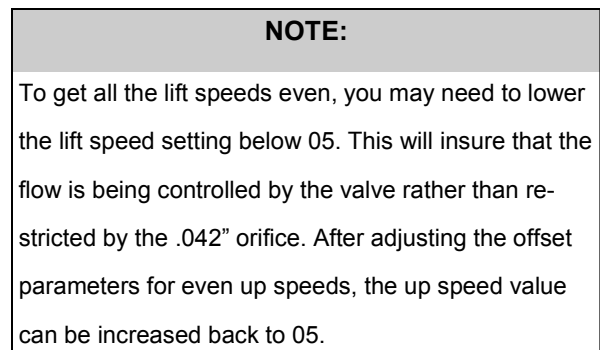 NOTE:
To get all the lift speeds even, you may need to lower
the lift speed setting below 05. This will insure that the
flow is being controlled by the valve rather than re-
stricted by the .042” orifice. After adjusting the offset
parameters for even up speeds, the up speed value
can be increased back to 05.